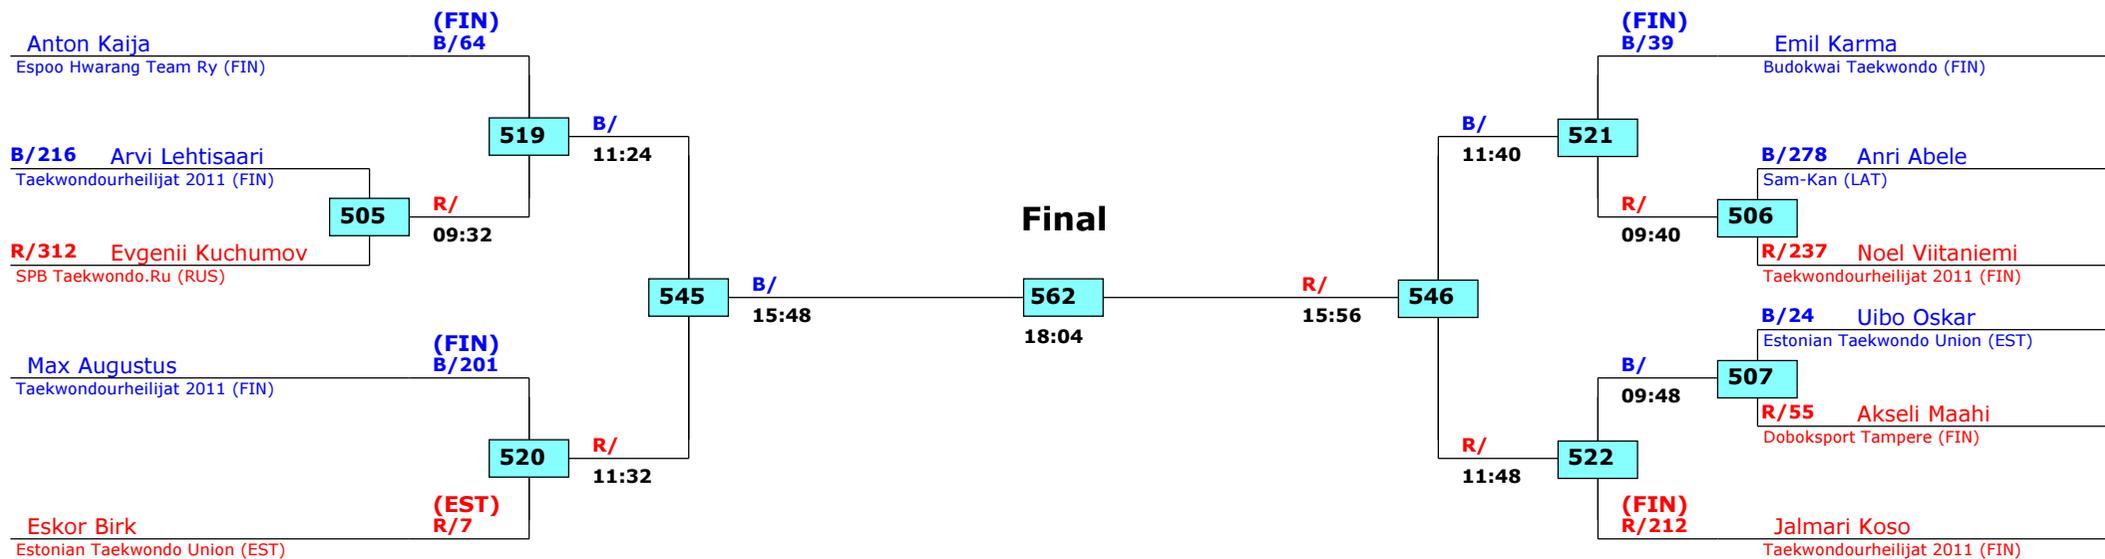 (FIN)
Anton Kaija B/64
Espoo Hwarang Team Ry (FIN)
519
B/
11:24
B/216 Arvi Lehtisaari
Taekwondourheilijat 2011 (FIN)
505
R/
09:32
R/312 Evgenii Kuchumov
SPB Taekwondo.Ru (RUS)
545
B/
15:48
(FIN)
Max Augustus B/201
Taekwondourheilijat 2011 (FIN)
520
R/
11:32
(EST)
Eskor Birk R/7
Estonian Taekwondo Union (EST)
Final
562
18:04
(FIN)
B/39 Emil Karma
Budokwai Taekwondo (FIN)
B/
11:40
521
B/278 Anri Abele
Sam-Kan (LAT)
R/
09:40
506
R/237 Noel Viitaniemi
Taekwondourheilijat 2011 (FIN)
R/
15:56
546
B/24 Uibo Oskar
Estonian Taekwondo Union (EST)
B/
09:48
507
R/55 Akseli Maahi
Doboksport Tampere (FIN)
R/
11:48
522
(FIN)
R/212 Jalmari Koso
Taekwondourheilijat 2011 (FIN)